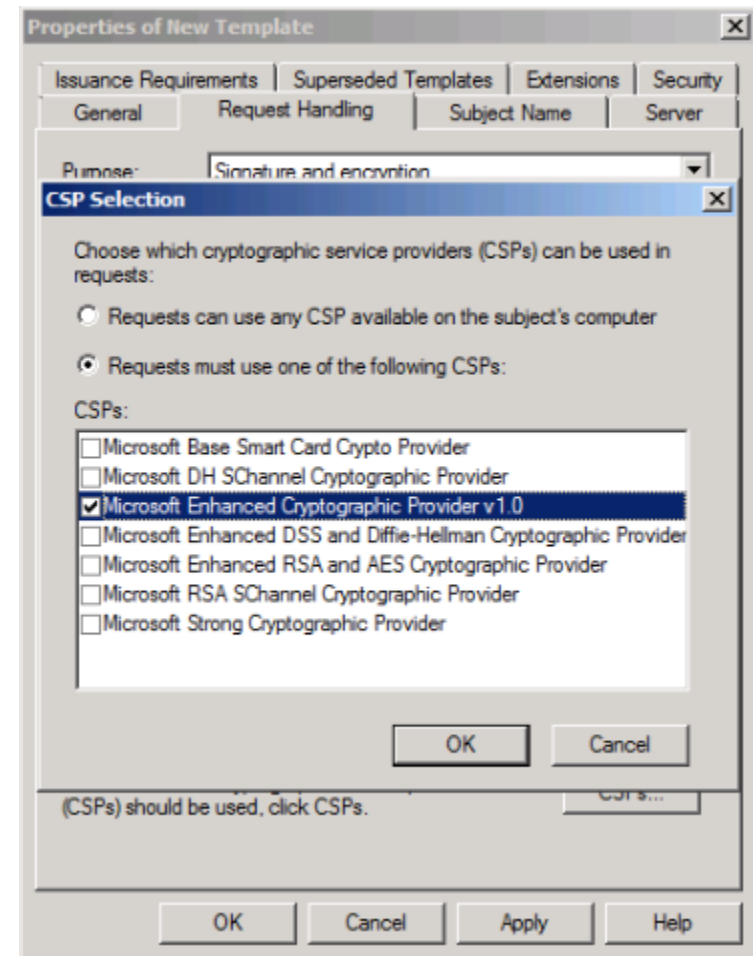 Properties of New Template
Issuance Requirements Superseded Templates Extensions Security
General Request Handling Subject Name Server
Purpose: Signature and encryption
CSP Selection
Choose which cryptographic service providers (CSPs) can be used in
requests:
Requests can use any CSP available on the subject's computer
Requests must use one of the following CSPs:
CSPs:
Microsoft Base Smart Card Crypto Provider
Microsoft DH SChannel Cryptographic Provider
Microsoft Enhanced Cryptographic Provider v1.0
Microsoft Enhanced DSS and Diffie-Hellman Cryptographic Provider
Microsoft Enhanced RSA and AES Cryptographic Provider
Microsoft RSA SChannel Cryptographic Provider
Microsoft Strong Cryptographic Provider
OK Cancel
(CSPs) should be used, click CSPs. CSPs...
OK Cancel Apply Help